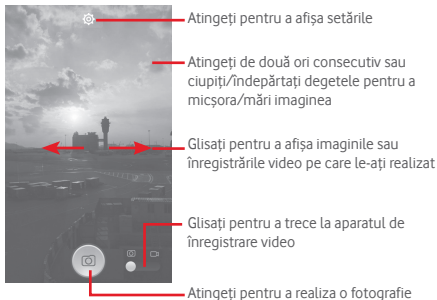 Atingeți pentru a afișa setările
Atingeți de două ori consecutiv sau
ciupiți/îndepărtați degetele pentru a
micșora/mări imaginea
Glisați pentru a afișa imaginile sau
înregistrările video pe care le-ați realizat
Glisați pentru a trece la aparatul de
înregistrare video
Atingeți pentru a realiza o fotografie